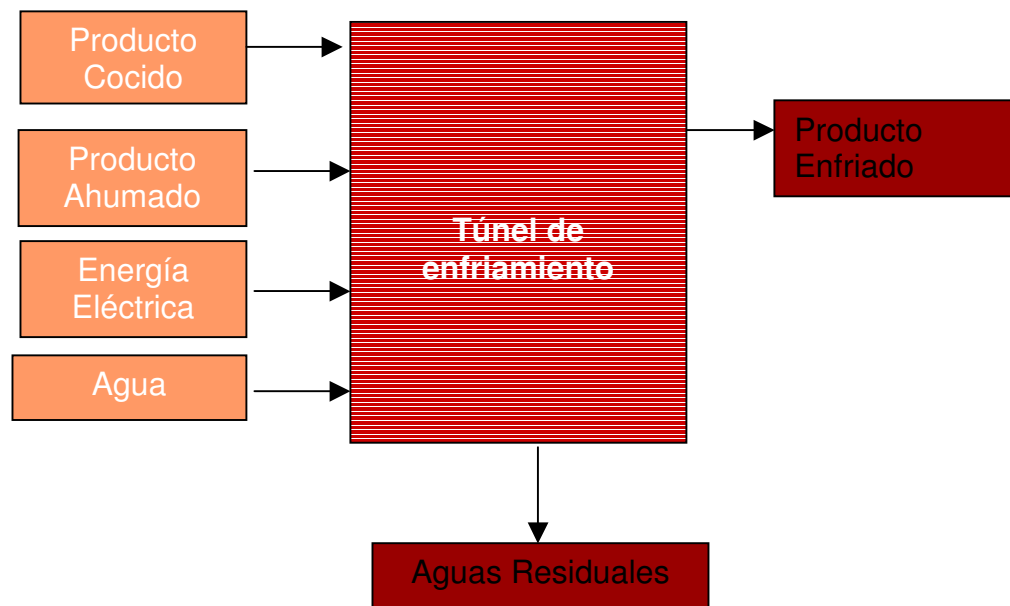 Producto
Cocido
Producto
Ahumado
Energía
Eléctrica
Agua
Túnel de
enfriamiento
Producto
Enfriado
Aguas Residuales